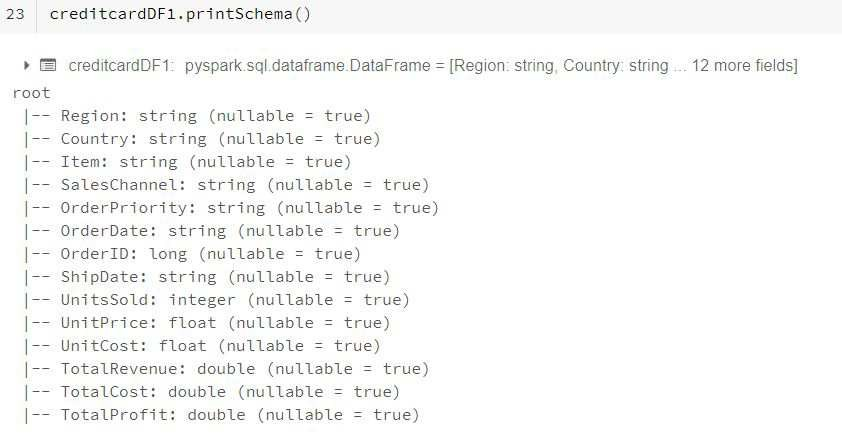 23 creditcardDF1.printSchema()
creditcardDF1: pyspark.sql.dataframe.DataFrame = [Region: string, Country: string ... 12 more fields]
root
|-- Region: string (nullable = true)
|-- Country: string (nullable = true)
|-- Item: string (nullable = true)
|-- SalesChannel: string (nullable = true)
|-- OrderPriority: string (nullable = true)
|-- OrderDate: string (nullable = true)
|-- OrderID: long (nullable = true)
|-- ShipDate: string (nullable = true)
|-- UnitsSold: integer (nullable = true)
|-- UnitPrice: float (nullable = true)
|-- UnitCost: float (nullable = true)
|-- TotalRevenue: double (nullable = true)
|-- TotalCost: double (nullable = true)
|-- TotalProfit: double (nullable = true)